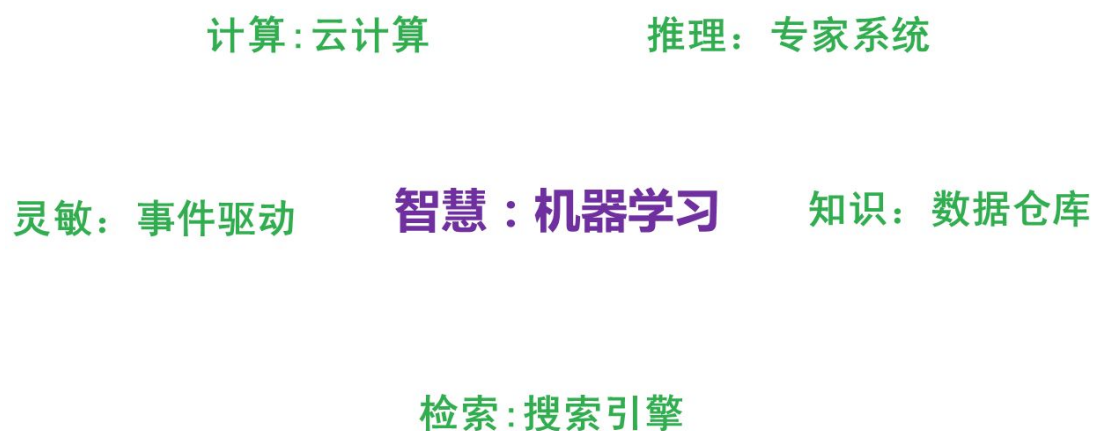 计算:云计算
推理：专家系统
灵敏：事件驱动
智慧：机器学习
知识：数据仓库
检索:搜索引擎